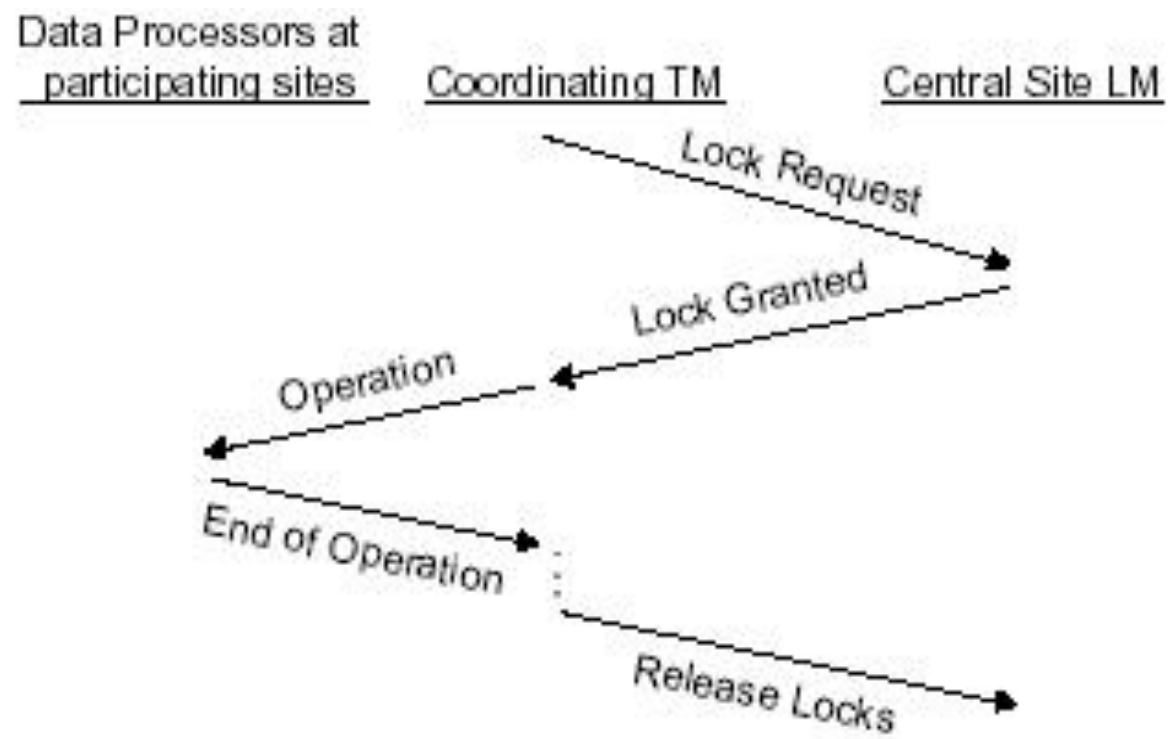 Data Processors at
participating sites
Coordinating TM
Central Site LM
Lock Request
Lock Granted
Operation
End of Operation
Release Locks